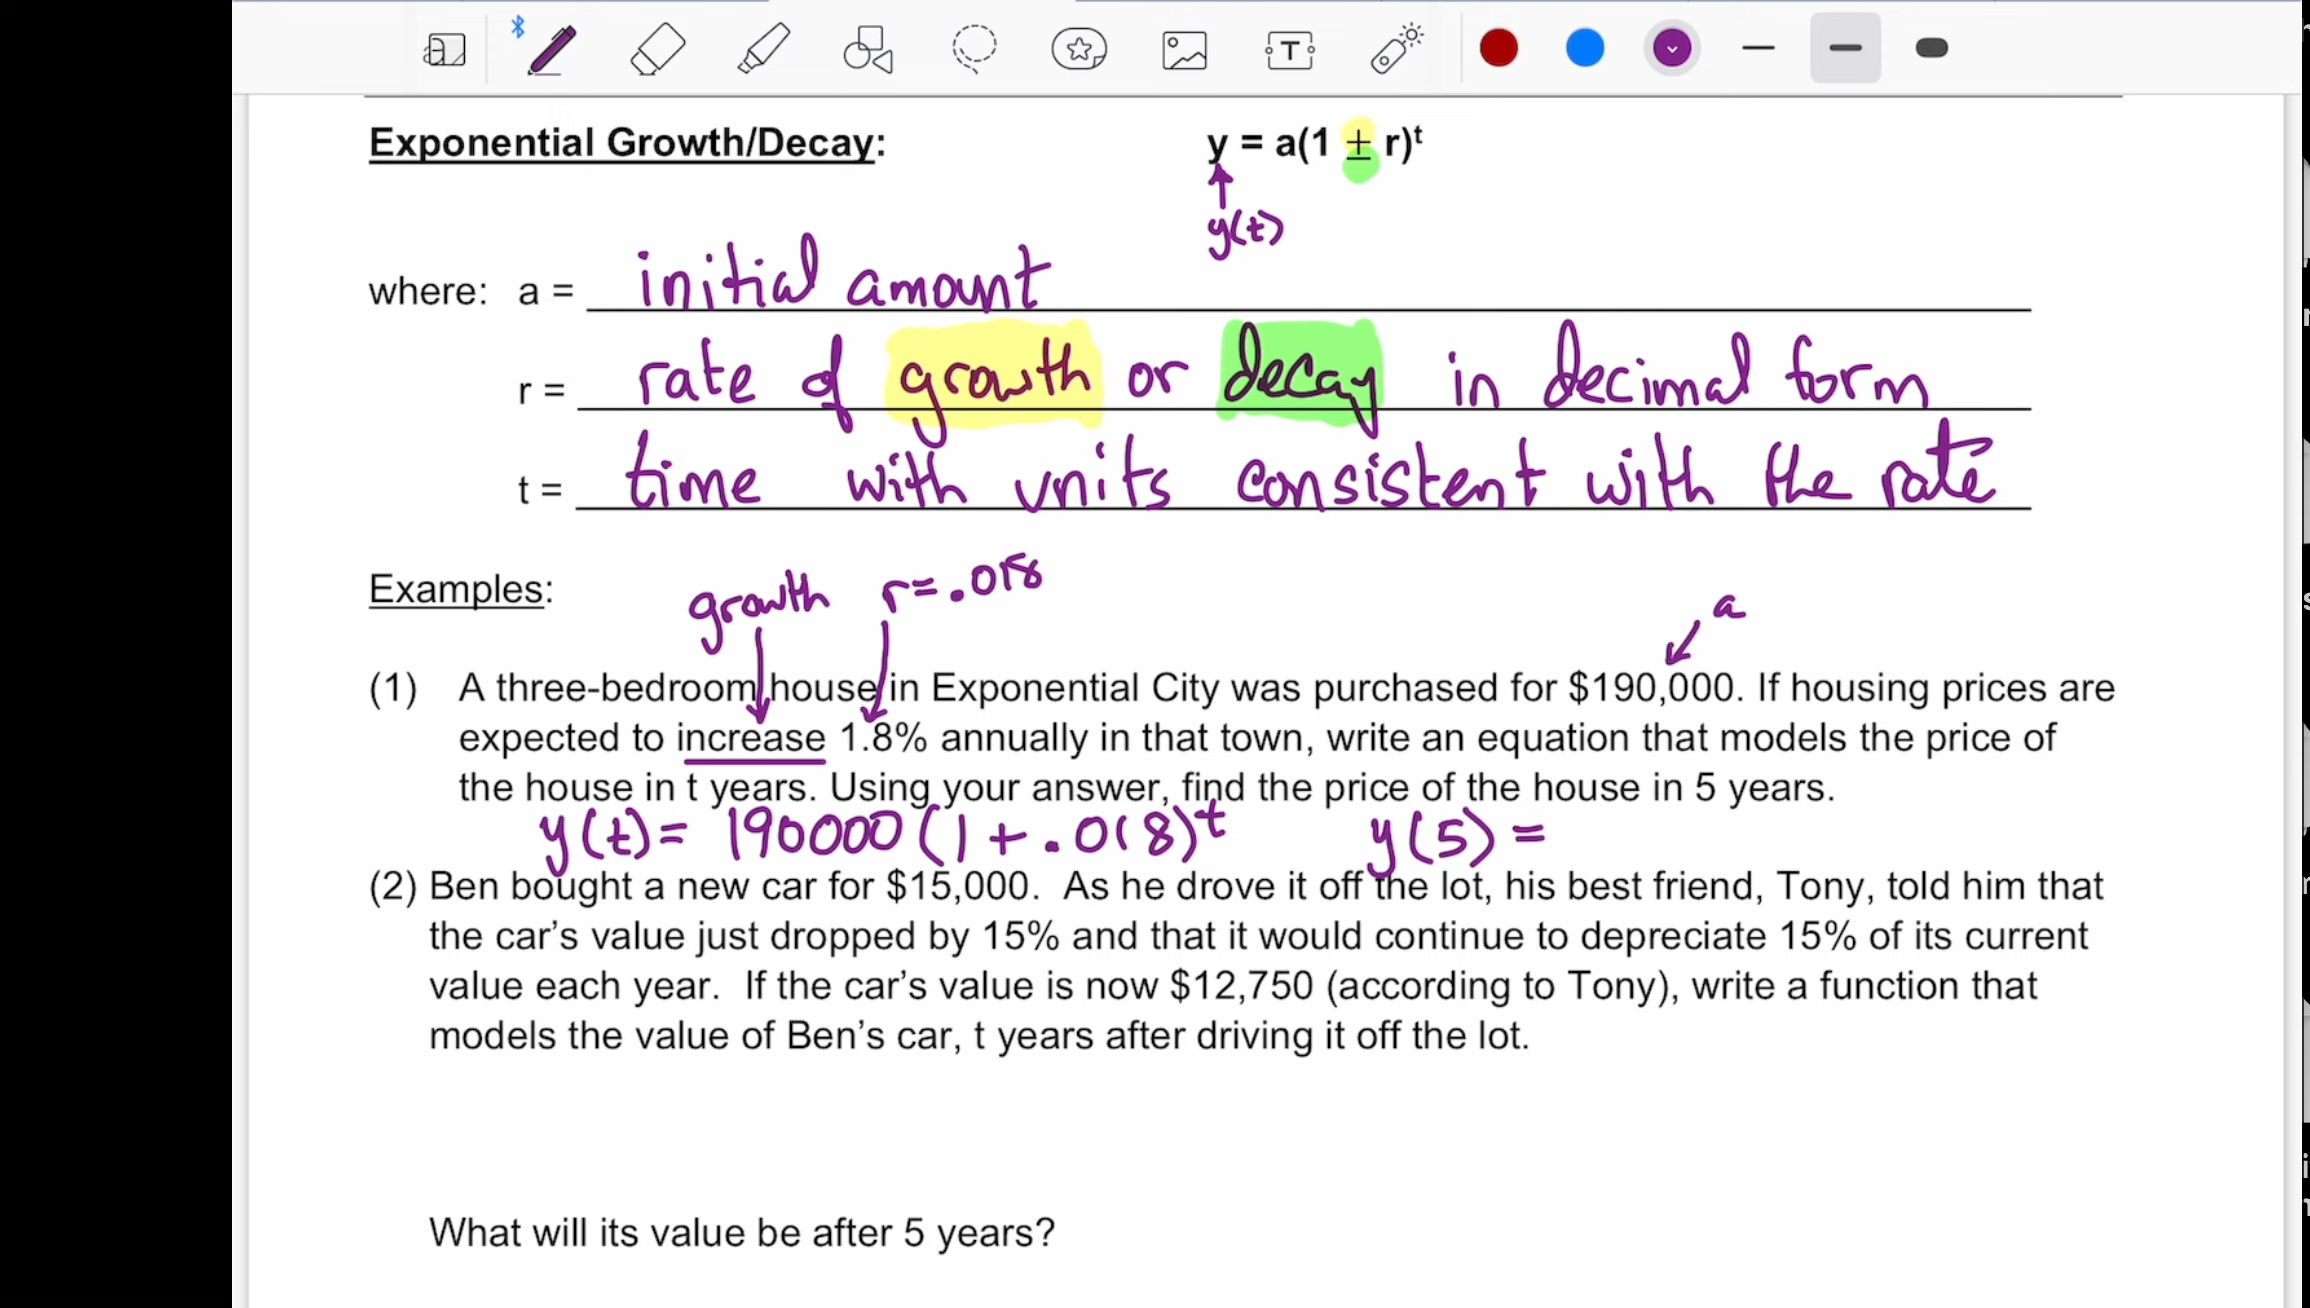 Exponential Growth/Decay: y = a(1 ± r)ᵗ
y(t)
where: a = initial amount
r = rate of growth or decay in decimal form
t = time with units consistent with the rate
Examples: growth r=.018
a
(1) A three-bedroom house in Exponential City was purchased for $190,000. If housing prices are
expected to increase 1.8% annually in that town, write an equation that models the price of
the house in t years. Using your answer, find the price of the house in 5 years.
y(t)= 190000(1+.018)ᵗ y(5)=
(2) Ben bought a new car for $15,000. As he drove it off the lot, his best friend, Tony, told him that
the car’s value just dropped by 15% and that it would continue to depreciate 15% of its current
value each year. If the car’s value is now $12,750 (according to Tony), write a function that
models the value of Ben’s car, t years after driving it off the lot.
What will its value be after 5 years?